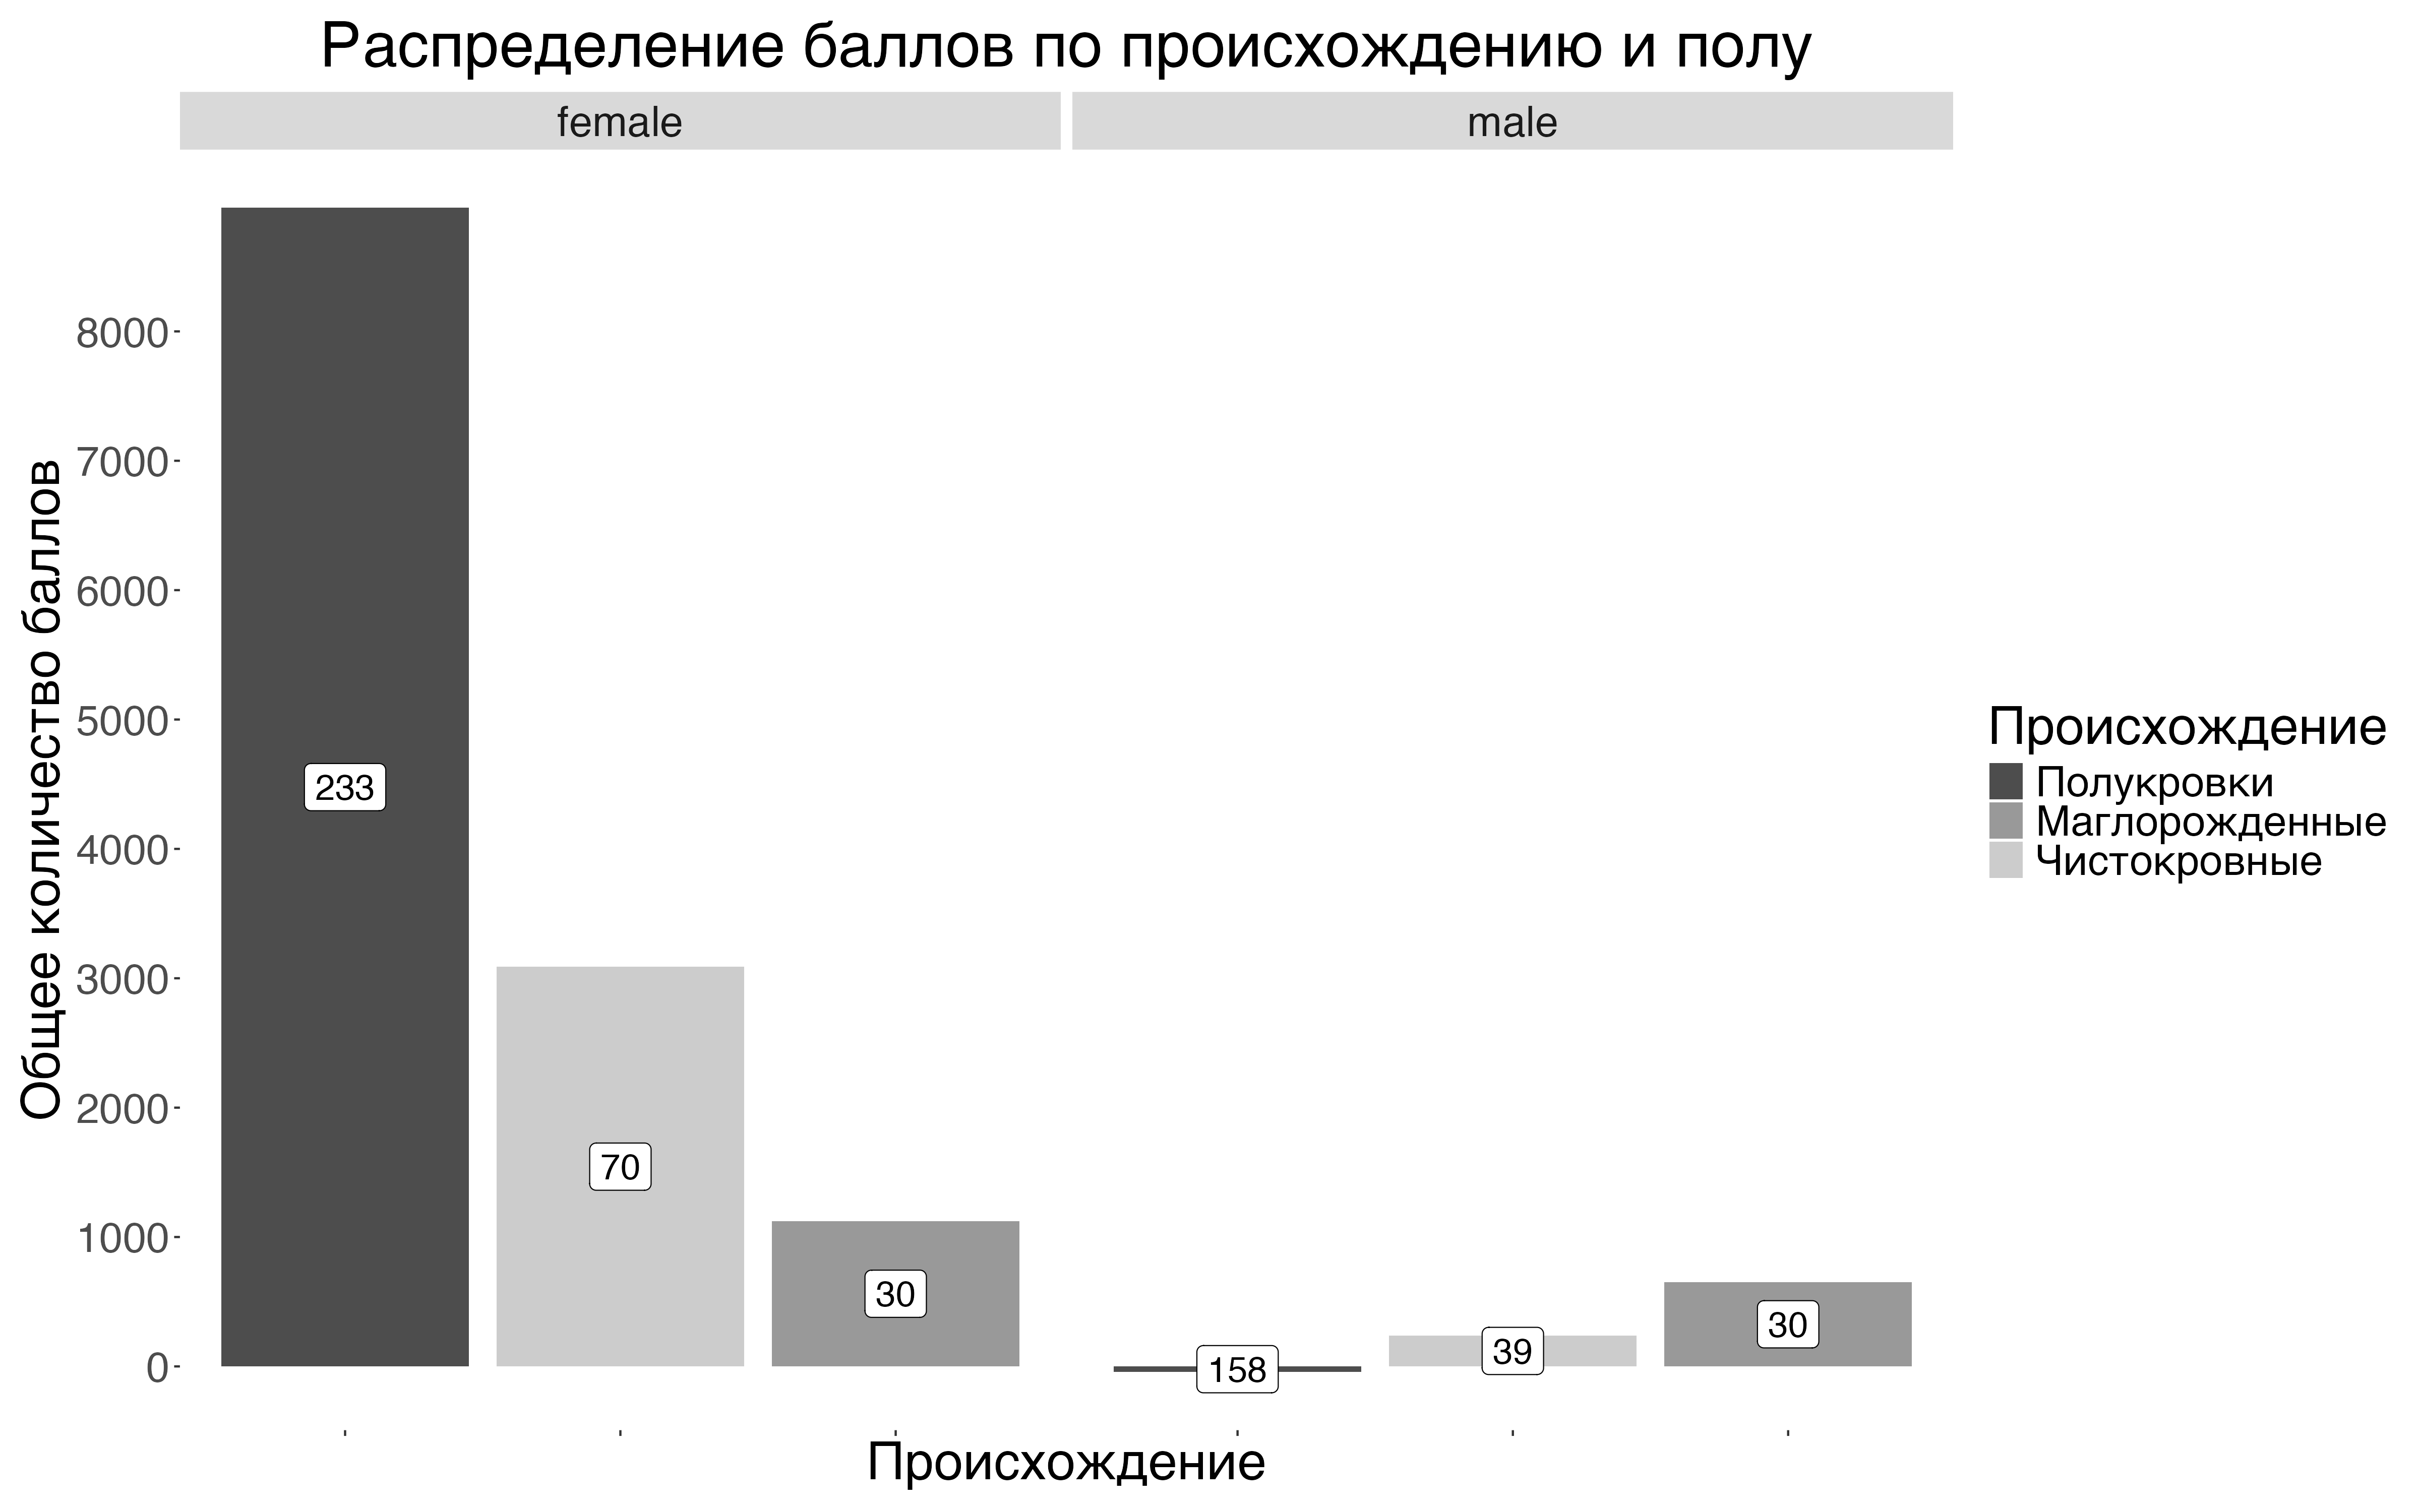 Распределение баллов по происхождению и полу
female
male
Общее количество баллов
8000
7000
6000
5000
4000
3000
2000
1000
0
233
70
30
158
39
30
Происхождение
Происхождение
Полукровки
Маглорожденные
Чистокровные